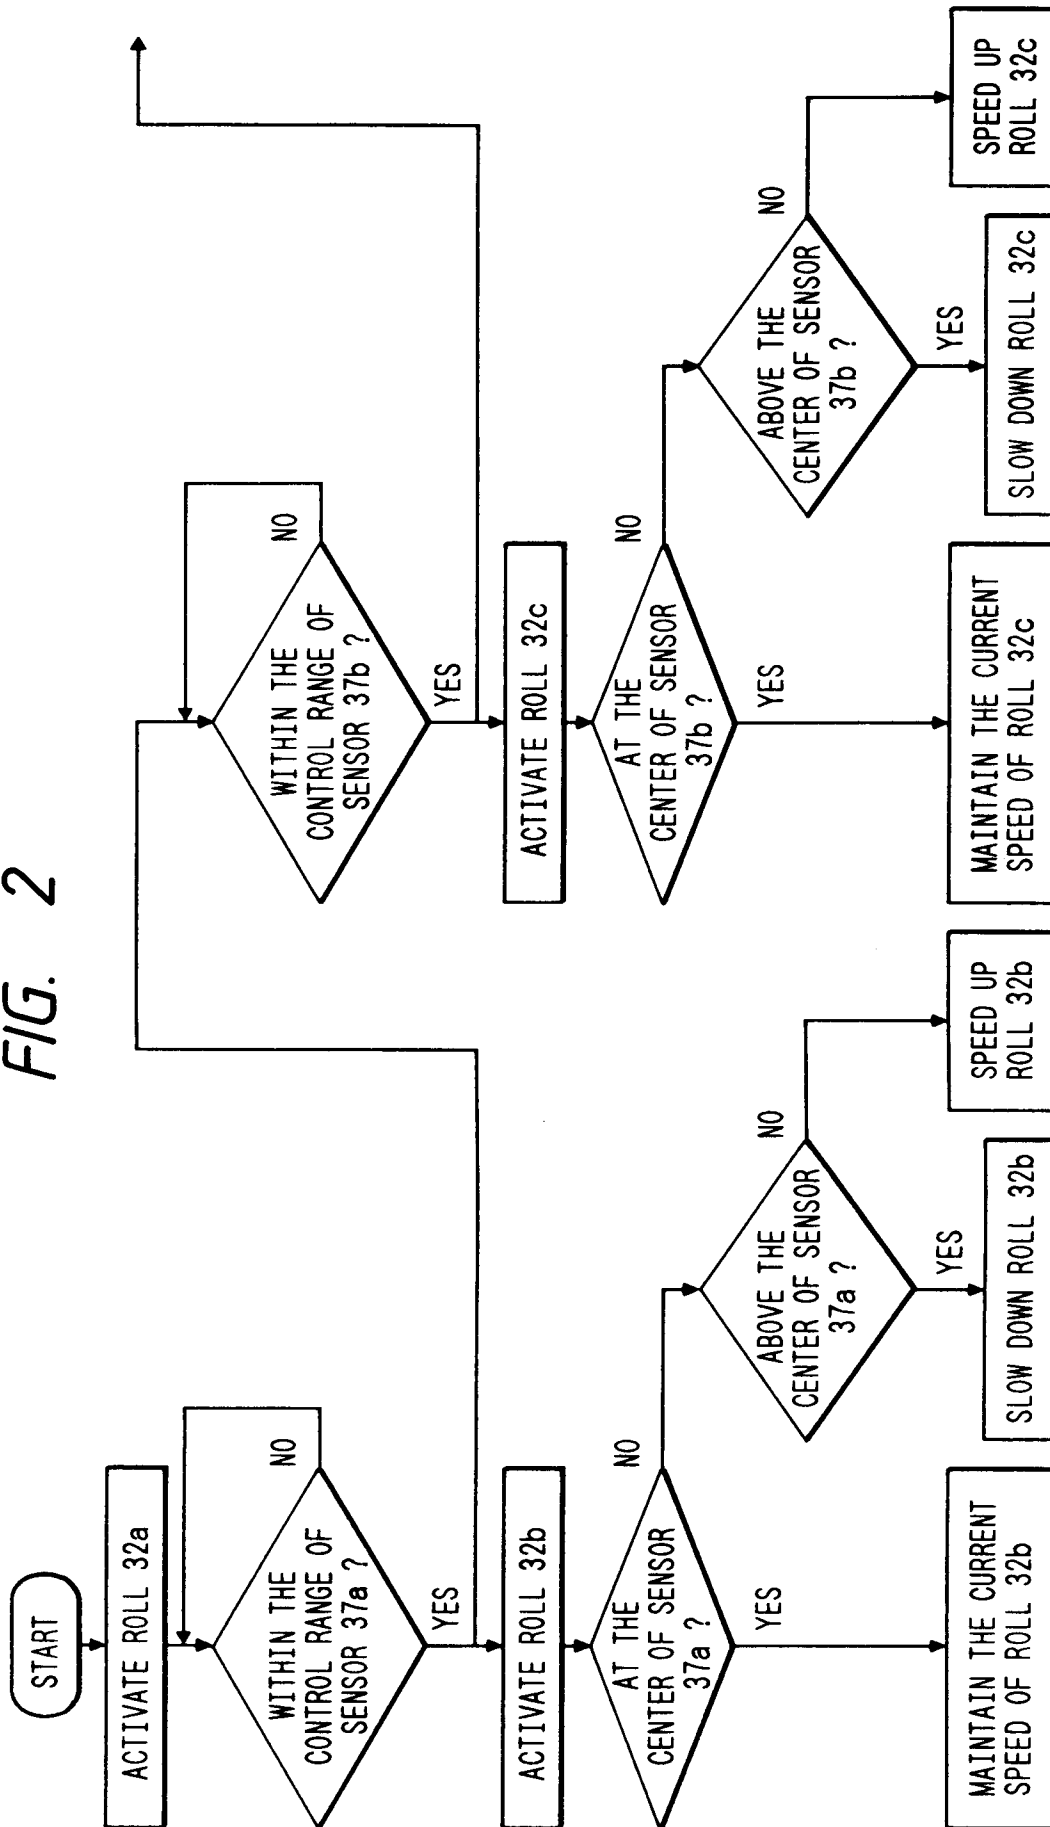 FIG. 2
START
ACTIVATE ROLL 32a
WITHIN THE
CONTROL RANGE OF
SENSOR 37a ?
NO
YES
ACTIVATE ROLL 32b
AT THE
CENTER OF SENSOR
37a ?
NO
YES
ABOVE THE
CENTER OF SENSOR
37a ?
NO
YES
MAINTAIN THE CURRENT
SPEED OF ROLL 32b
SLOW DOWN ROLL 32b
SPEED UP
ROLL 32b
WITHIN THE
CONTROL RANGE OF
SENSOR 37b ?
NO
YES
ACTIVATE ROLL 32c
AT THE
CENTER OF SENSOR
37b ?
NO
YES
ABOVE THE
CENTER OF SENSOR
37b ?
NO
YES
MAINTAIN THE CURRENT
SPEED OF ROLL 32c
SLOW DOWN ROLL 32c
SPEED UP
ROLL 32c